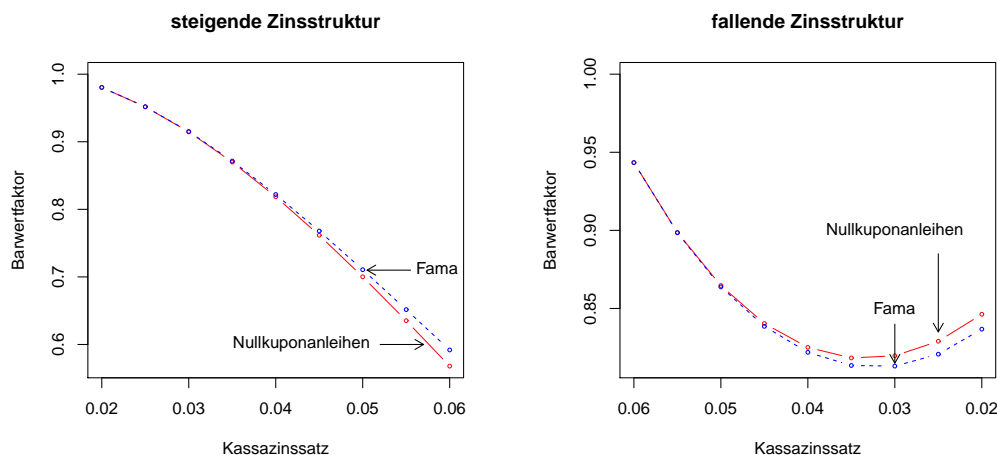 steigende Zinsstruktur
Barwertfaktor
1.0
0.9
0.8
0.7
0.6
Fama
Nullkuponanleihen
0.02 0.03 0.04 0.05 0.06
Kassazinssatz
fallende Zinsstruktur
Barwertfaktor
1.00
0.95
0.90
0.85
Nullkuponanleihen
Fama
0.06 0.05 0.04 0.03 0.02
Kassazinssatz